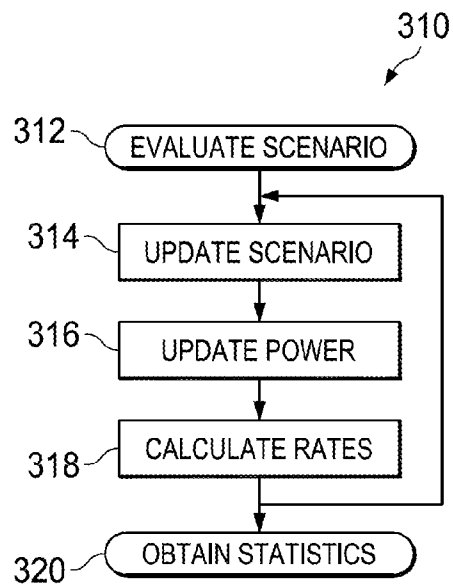 310
312
EVALUATE SCENARIO
314
UPDATE SCENARIO
316
UPDATE POWER
318
CALCULATE RATES
320
OBTAIN STATISTICS